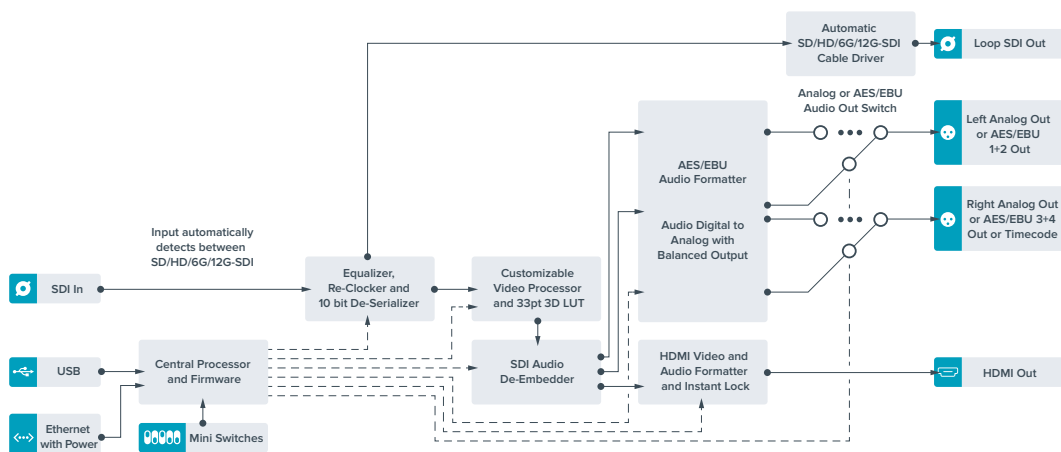 Automatic
SD/HD/6G/12G-SDI
Cable Driver
Loop SDI Out
Analog or AES/EBU
Audio Out Switch
Left Analog Out
or AES/EBU
1+2 Out
AES/EBU
Audio Formatter
Right Analog Out
or AES/EBU 3+4
Out or Timecode
Audio Digital to
Analog with
Balanced Output
Input automatically
detects between
SD/HD/6G/12G-SDI
SDI In
Equalizer,
Re-Clocker and
10 bit De-Serializer
Customizable
Video Processor
and 33pt 3D LUT
USB
Central Processor
and Firmware
SDI Audio
De-Embedder
HDMI Video and
Audio Formatter
and Instant Lock
HDMI Out
Ethernet
with Power
Mini Switches